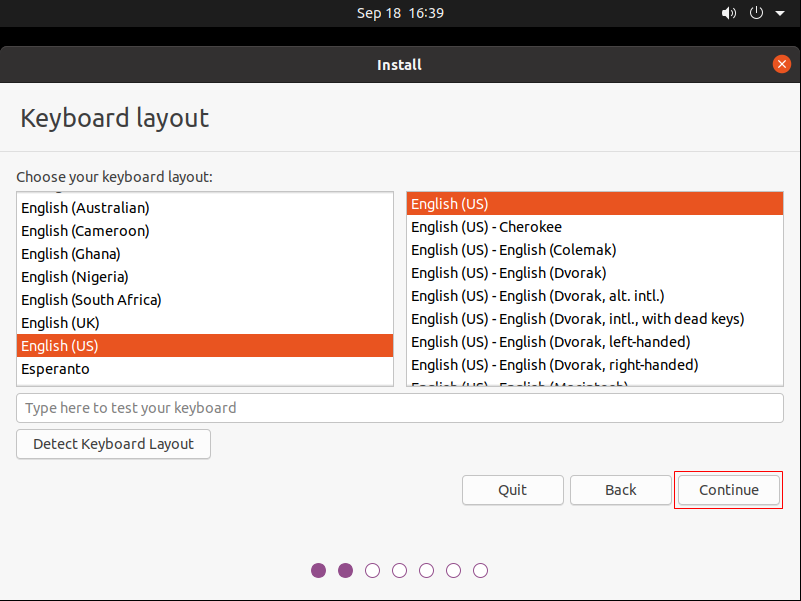 Sep 18 16:39
Install
Keyboard layout
Choose your keyboard layout:
English (Australian)
English (Cameroon)
English (Ghana)
English (Nigeria)
English (South Africa)
English (UK)
English (US)
Esperanto
English (US)
English (US) - Cherokee
English (US) - English (Colemak)
English (US) - English (Dvorak)
English (US) - English (Dvorak, alt. intl.)
English (US) - English (Dvorak, intl., with dead keys)
English (US) - English (Dvorak, left-handed)
English (US) - English (Dvorak, right-handed)
English (US) - English (Macintosh)
Type here to test your keyboard
Detect Keyboard Layout
Quit Back Continue